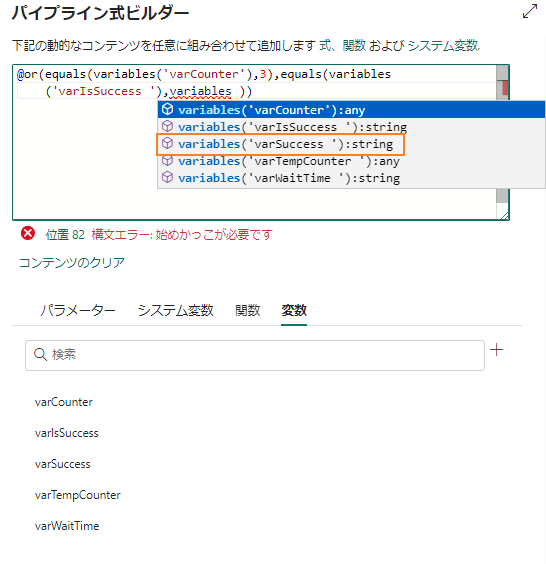 パイプライン式ビルダー
下記の動的なコンテンツを任意に組み合わせて追加します 式、関数 および システム変数.
@or(equals(variables('varCounter'),3),equals(variables
('varIsSuccess '),variables ))
variables('varCounter'):any
variables('varIsSuccess '):string
variables('varSuccess '):string
variables('varTempCounter '):any
variables('varWaitTime '):string
位置 82 構文エラー: 始めかっこが必要です
コンテンツのクリア
パラメーター システム変数 関数 変数
検索
varCounter
varIsSuccess
varSuccess
varTempCounter
varWaitTime